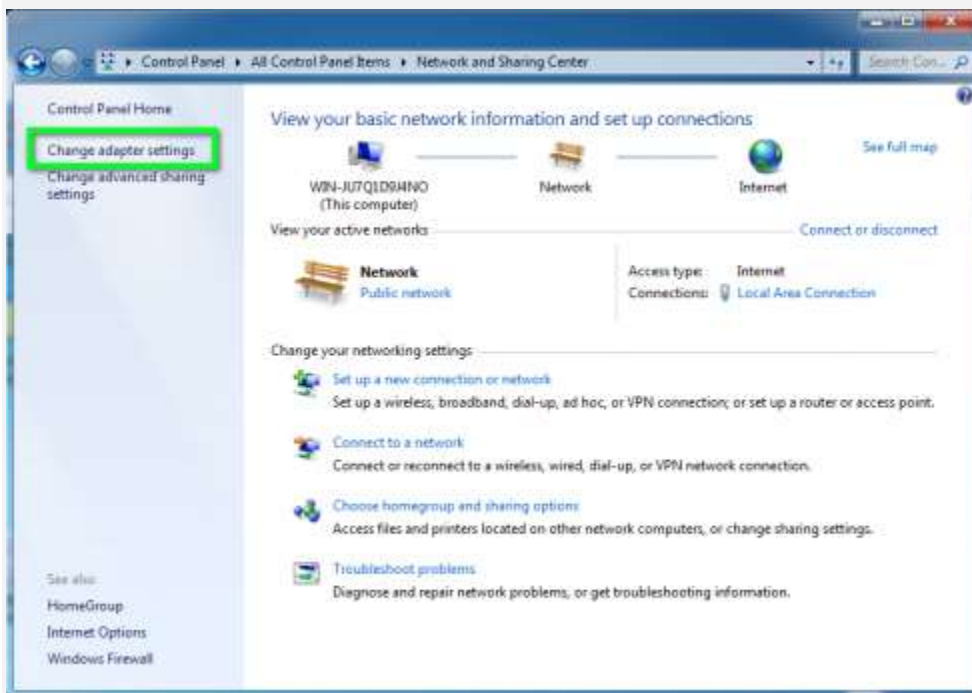 Control Panel ▸ All Control Panel Items ▸ Network and Sharing Center
Search Con...
Control Panel Home
Change adapter settings
Change advanced sharing
settings
View your basic network information and set up connections
See full map
(This computer)
Network
Internet
View your active networks
Connect or disconnect
Network
Public network
Access type: Internet
Connections: Local Area Connection
Change your networking settings
Set up a new connection or network
Set up a wireless, broadband, dial-up, ad hoc, or VPN connection; or set up a router or access point.
Connect to a network
Connect or reconnect to a wireless, wired, dial-up, or VPN network connection.
Choose homegroup and sharing options
Access files and printers located on other network computers, or change sharing settings.
Troubleshoot problems
Diagnose and repair network problems, or get troubleshooting information.
See also
HomeGroup
Internet Options
Windows Firewall